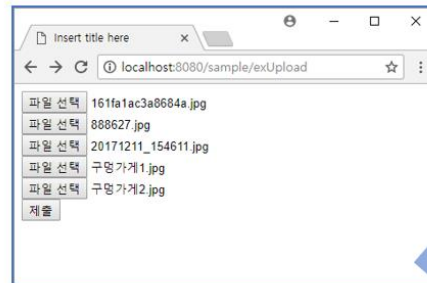 Insert title here
localhost:8080/sample/exUpload
파일 선택 161fa1ac3a8684a.jpg
파일 선택 888627.jpg
파일 선택 20171211_154611.jpg
파일 선택 구멍가게1.jpg
파일 선택 구멍가게2.jpg
제출